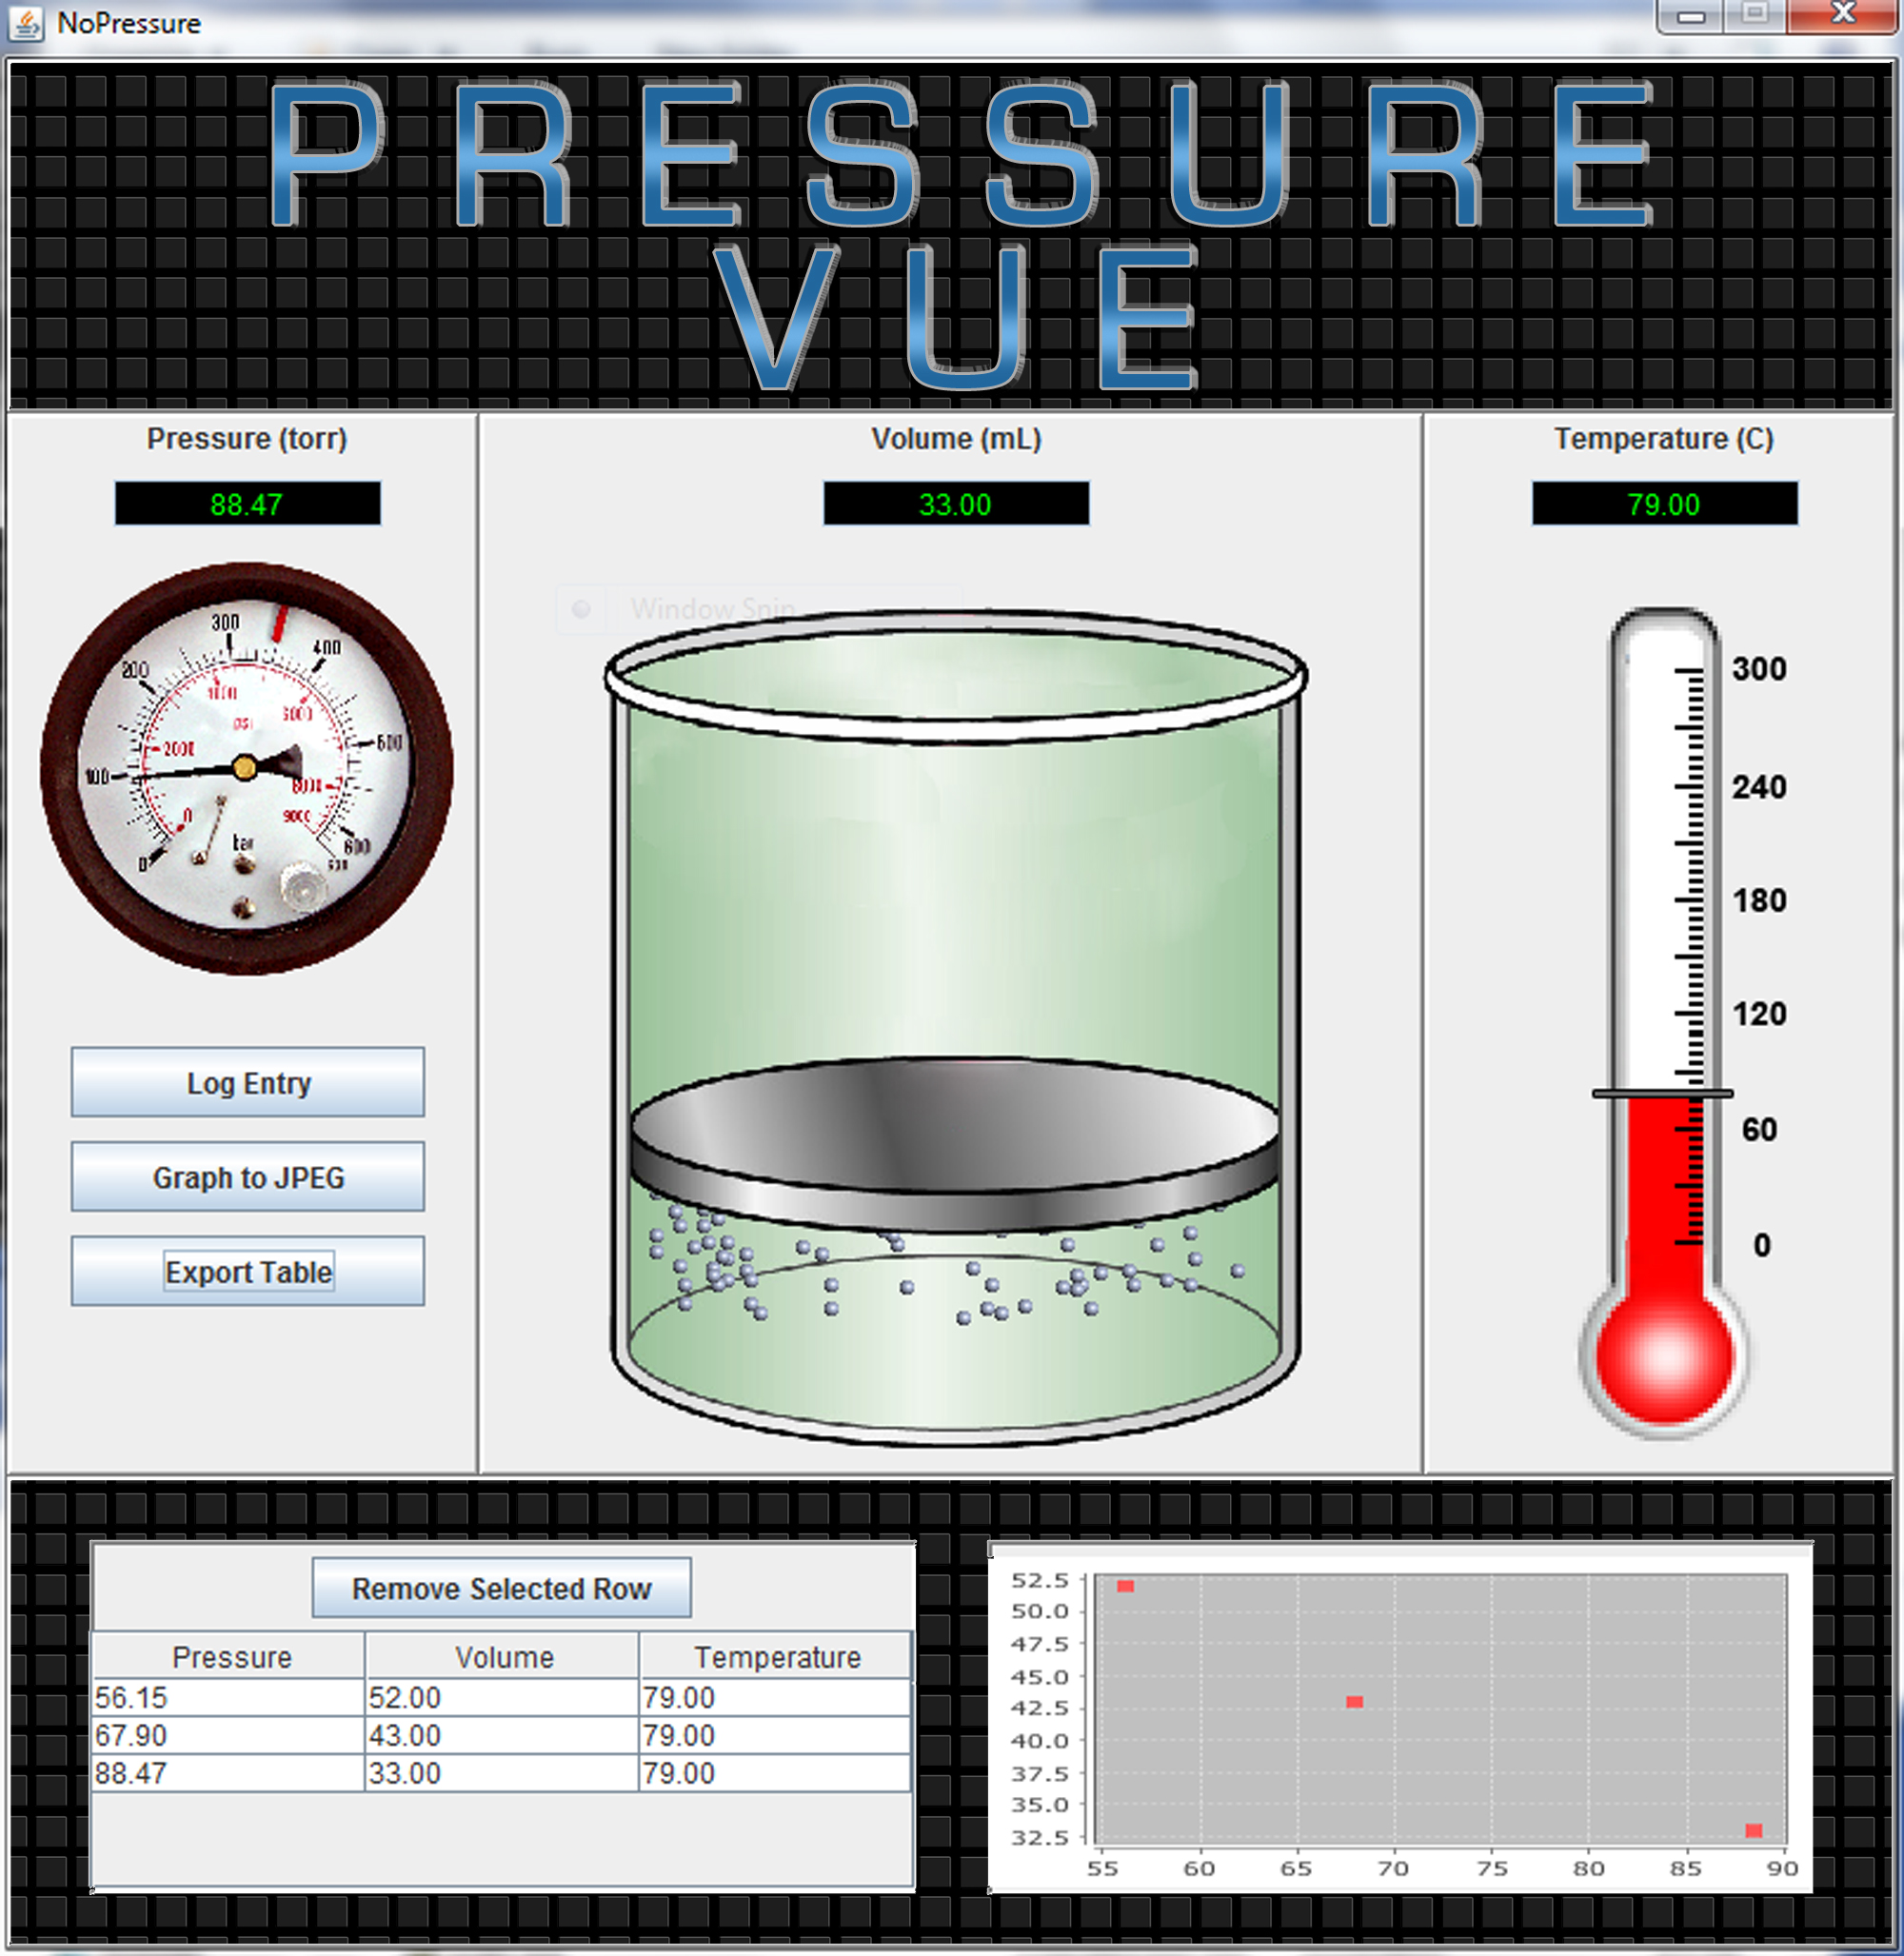 NoPressure
PRESSURE
VUE
Pressure (torr)
88.47
Volume (mL)
33.00
Temperature (C)
79.00
Window Snip
300
400
200
1000
psi
2000
500
100
8000
0
9000
bar
0
600
300
240
180
120
60
0
Log Entry
Graph to JPEG
Export Table
Remove Selected Row
Pressure Volume Temperature
56.15 52.00 79.00
67.90 43.00 79.00
88.47 33.00 79.00
52.5
50.0
47.5
45.0
42.5
40.0
37.5
35.0
32.5
55 60 65 70 75 80 85 90